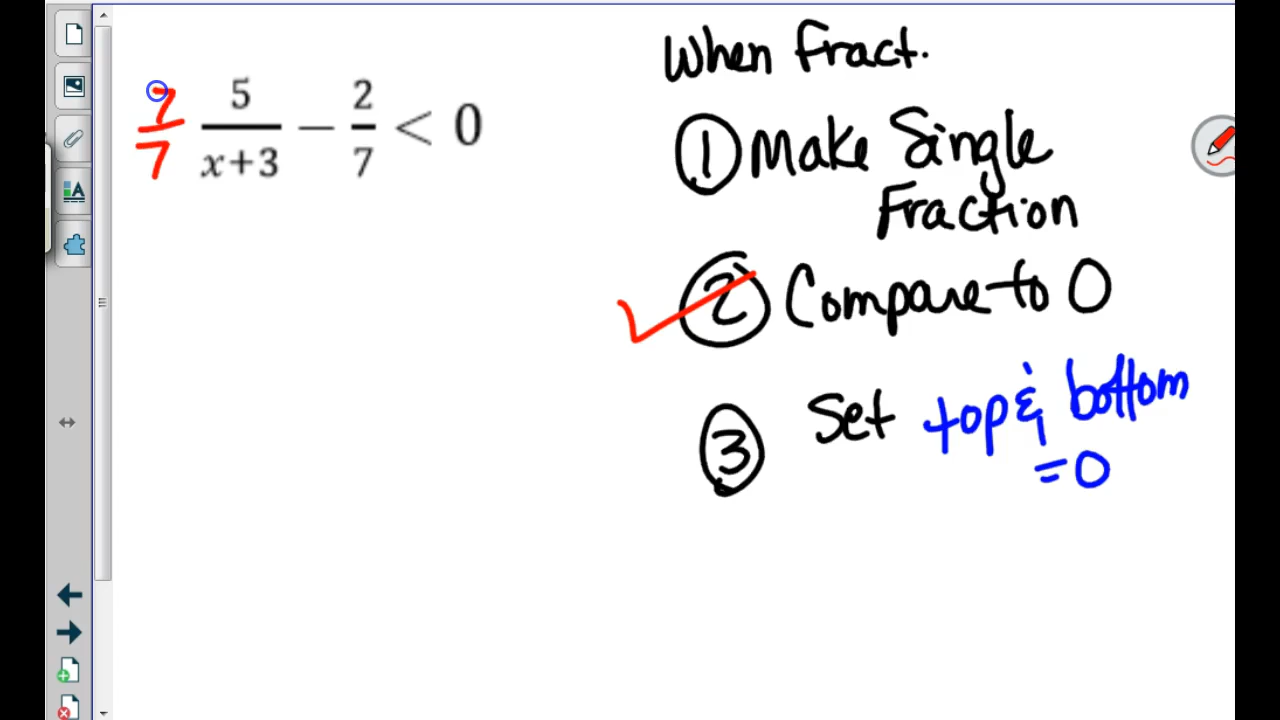 When Fract.
7/7 5/(x+3) − 2/7 < 0
① Make Single
Fraction
② Compare to 0
③ Set top & bottom
= 0